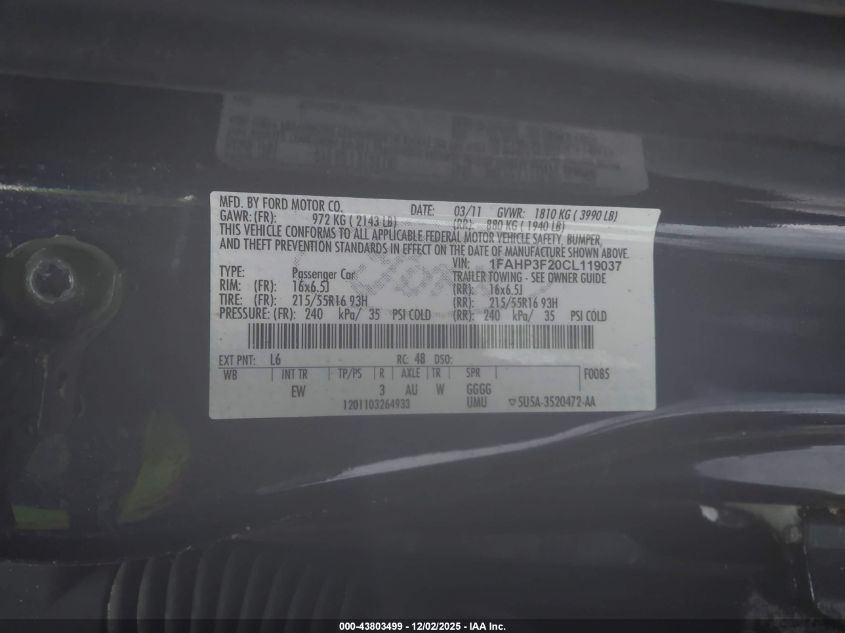 MFD. BY FORD MOTOR CO.
DATE: 03/11 GVWR: 1810 KG ( 3990 LB)
GAWR: (FR): 972 KG ( 2143 LB) (RR): 880 KG ( 1940 LB)
THIS VEHICLE CONFORMS TO ALL APPLICABLE FEDERAL MOTOR VEHICLE SAFETY, BUMPER,
AND THEFT PREVENTION STANDARDS IN EFFECT ON THE DATE OF MANUFACTURE SHOWN ABOVE.
VIN: 1FAHP3F20CL119037
TYPE: Passenger Car TRAILER TOWING - SEE OWNER GUIDE
RIM: (FR): 16x6.5J (RR): 16x6.5J
TIRE: (FR): 215/55R16 93H (RR): 215/55R16 93H
PRESSURE: (FR): 240 kPa/ 35 PSI COLD (RR): 240 kPa/ 35 PSI COLD
EXT PNT: L6 RC: 48 DSO:
WB INT TR TP/PS R AXLE TR SPR F0085
EW 3 AU W GGGG
1201103264933 UMU 5U5A-3520472-AA
000-43803499 - 12/02/2025 - IAA Inc.